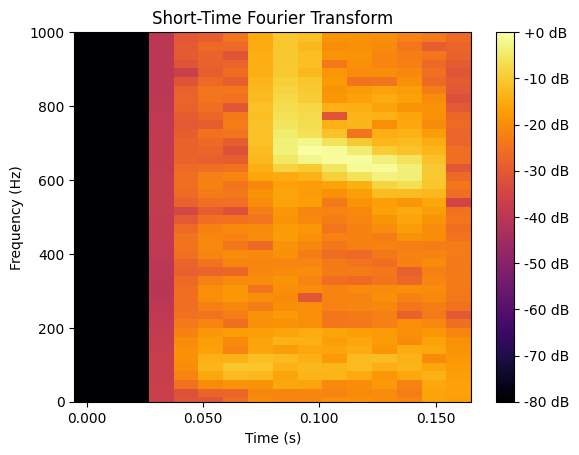 Short-Time Fourier Transform
Frequency (Hz)
1000
800
600
400
200
0
0.000
0.050
0.100
0.150
Time (s)
+0 dB
-10 dB
-20 dB
-30 dB
-40 dB
-50 dB
-60 dB
-70 dB
-80 dB